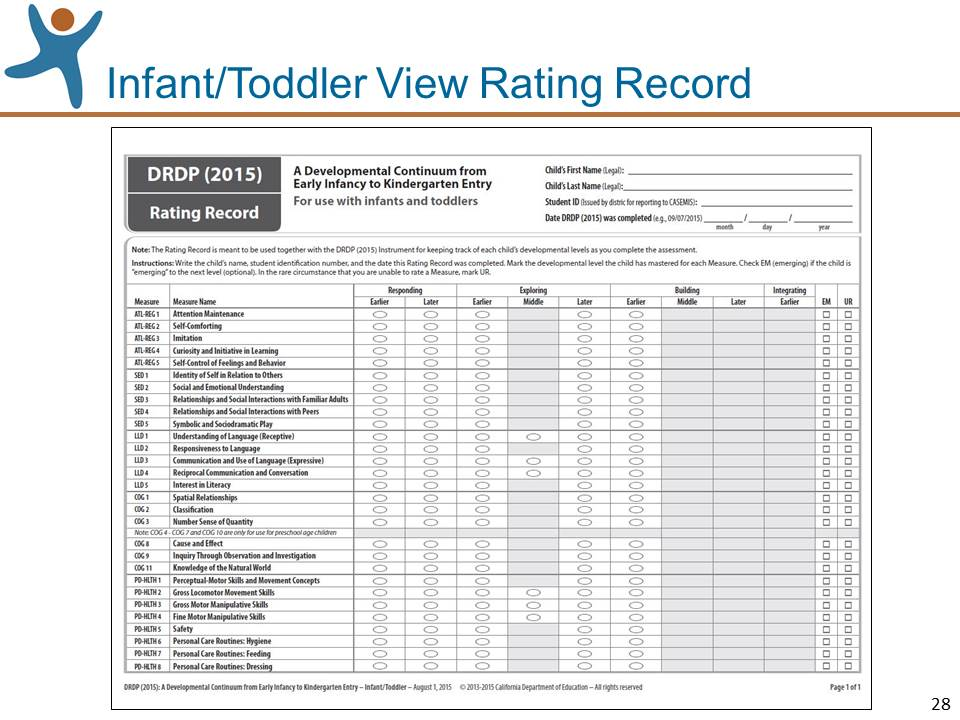 Infant/Toddler View Rating Record
DRDP (2015)
Rating Record
A Developmental Continuum from
Early Infancy to Kindergarten Entry
For use with infants and toddlers
Child's First Name (Legal):
Child's Last Name (Legal):
Student ID (Issued by distric for reporting to CASEMIS):
Date DRDP (2015) was completed (e.g., 09/07/2015) / /
month day year
Note: The Rating Record is meant to be used together with the DRDP (2015) Instrument for keeping track of each child's developmental levels as you complete the assessment.
Instructions: Write the child's name, student identification number, and the date this Rating Record was completed. Mark the developmental level the child has mastered for each Measure. Check EM (emerging) if the child is
"emerging" to the next level (optional). In the rare circumstance that you are unable to rate a Measure, mark UR.
Responding Exploring Building Integrating
Measure Measure Name Earlier Later Earlier Middle Later Earlier Middle Later Earlier EM UR
ATL-REG 1 Attention Maintenance
ATL-REG 2 Self-Comforting
ATL-REG 3 Imitation
ATL-REG 4 Curiosity and Initiative in Learning
ATL-REG 5 Self-Control of Feelings and Behavior
SED 1 Identity of Self in Relation to Others
SED 2 Social and Emotional Understanding
SED 3 Relationships and Social Interactions with Familiar Adults
SED 4 Relationships and Social Interactions with Peers
SED 5 Symbolic and Sociodramatic Play
LLD 1 Understanding of Language (Receptive)
LLD 2 Responsiveness to Language
LLD 3 Communication and Use of Language (Expressive)
LLD 4 Reciprocal Communication and Conversation
LLD 5 Interest in Literacy
COG 1 Spatial Relationships
COG 2 Classification
COG 3 Number Sense of Quantity
Note: COG 4 - COG 7 and COG 10 are only for use for preschool age children
COG 8 Cause and Effect
COG 9 Inquiry Through Observation and Investigation
COG 11 Knowledge of the Natural World
PD-HLTH 1 Perceptual-Motor Skills and Movement Concepts
PD-HLTH 2 Gross Locomotor Movement Skills
PD-HLTH 3 Gross Motor Manipulative Skills
PD-HLTH 4 Fine Motor Manipulative Skills
PD-HLTH 5 Safety
PD-HLTH 6 Personal Care Routines: Hygiene
PD-HLTH 7 Personal Care Routines: Feeding
PD-HLTH 8 Personal Care Routines: Dressing
DRDP (2015): A Developmental Continuum from Early Infancy to Kindergarten Entry – Infant/Toddler – August 1, 2015 © 2013-2015 California Department of Education – All rights reserved Page 1 of 1
28